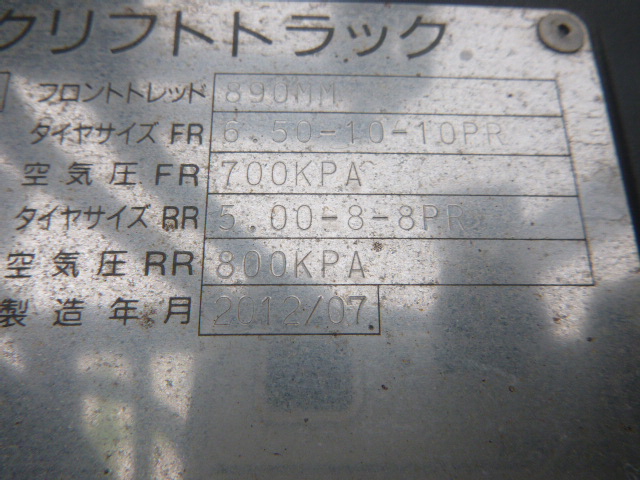 クリフトトラック
フロントトレッド 890MM
タイヤサイズ FR 6.50-10-10PR
空気圧 FR 700KPA
タイヤサイズ RR 5.00-8-8PR
空気圧 RR 800KPA
製造年月 2012/07